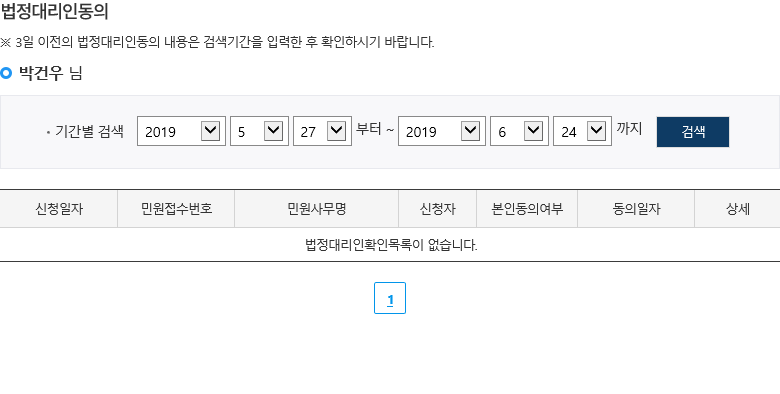 법정대리인동의
※ 3일 이전의 법정대리인동의 내용은 검색기간을 입력한 후 확인하시기 바랍니다.
박건우 님
• 기간별 검색 2019 5 27 부터 ~ 2019 6 24 까지 검색
신청일자 민원접수번호 민원사무명 신청자 본인동의여부 동의일자 상세
법정대리인확인목록이 없습니다.
1